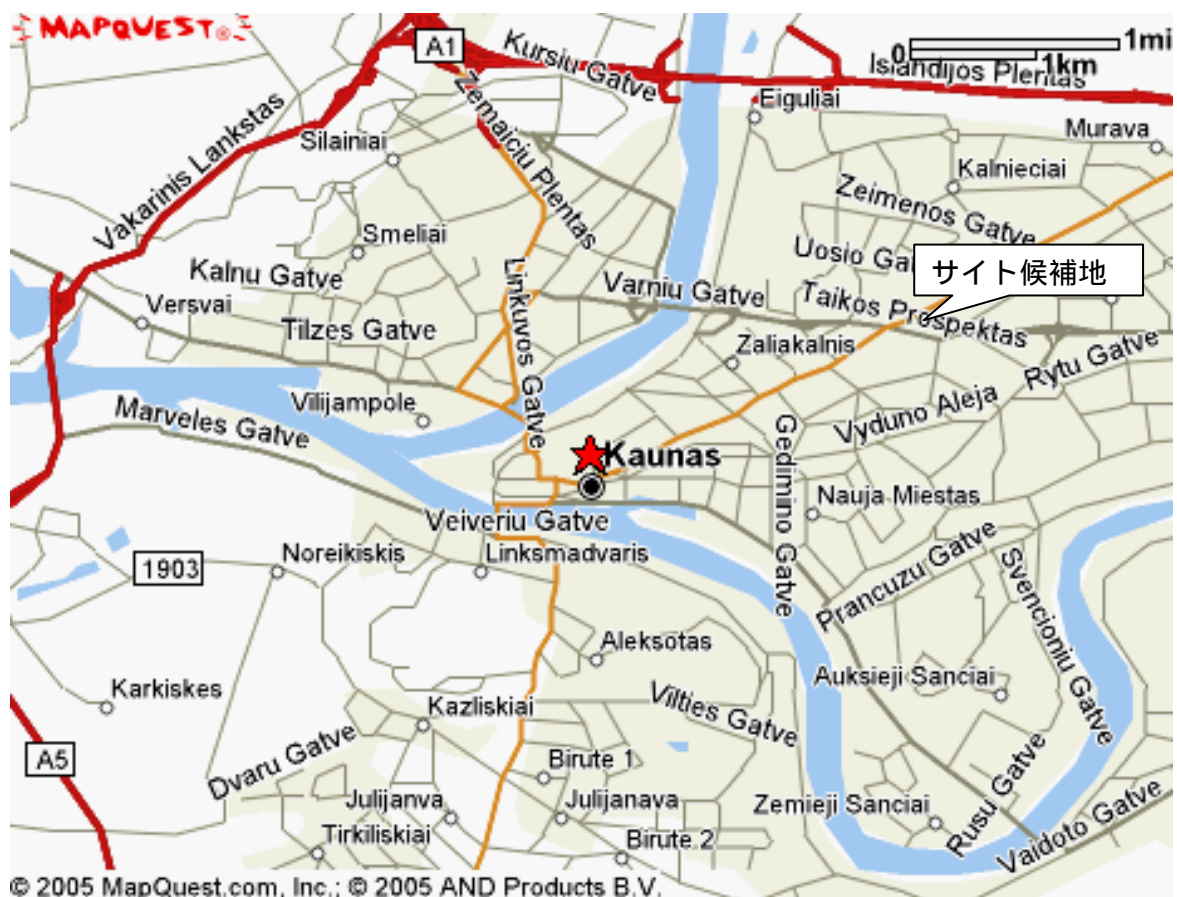 MAPQUEST®
A1
Kursiu Gatve
0
1mi
1km
Islandijos Plentas
Eiguliai
Zemaiciu Plentas
Silainiai
Murava
Kalnieciai
Vakarinis Lankstas
Zeimenos Gatve
Smeliai
Uosio Ga
サイト候補地
Kalnu Gatve
Linkuvos Gatve
Varniu Gatve
Taikos Prospektas
Versvai
Tilzes Gatve
Zaliakalnis
Rytu Gatve
Vilijampole
Marveles Gatve
Vyduno Aleja
Gedimino Gatve
Kaunas
Nauja Miestas
Veiveriu Gatve
Noreikiskis
Linksmadvaris
1903
Prancuzu Gatve
Svencioniu Gatve
Aleksotas
Auksieji Sanciai
Karkiskes
Kazliskiai
Vilties Gatve
A5
Dvaru Gatve
Birute 1
Julijanva
Julijanava
Zemieji Sanciai
Rusu Gatve
Tirkiliskiai
Birute 2
Vaidoto Gatve
© 2005 MapQuest.com, Inc.; © 2005 AND Products B.V.